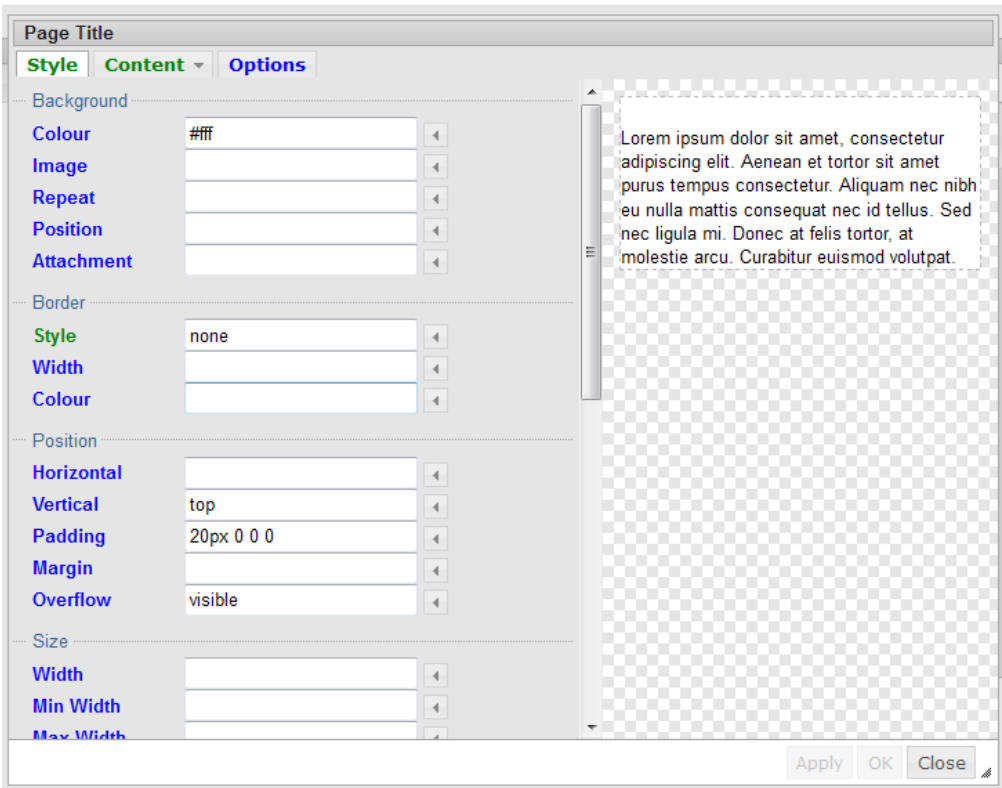 Page Title
Style Content Options
Background
Colour #fff
Image
Repeat
Position
Attachment
Border
Style none
Width
Colour
Position
Horizontal
Vertical top
Padding 20px 0 0 0
Margin
Overflow visible
Size
Width
Min Width
Max Width
Lorem ipsum dolor sit amet, consectetur
adipiscing elit. Aenean et tortor sit amet
purus tempus consectetur. Aliquam nec nibh
eu nulla mattis consequat nec id tellus. Sed
nec ligula mi. Donec at felis tortor, at
molestie arcu. Curabitur euismod volutpat.
Apply OK Close